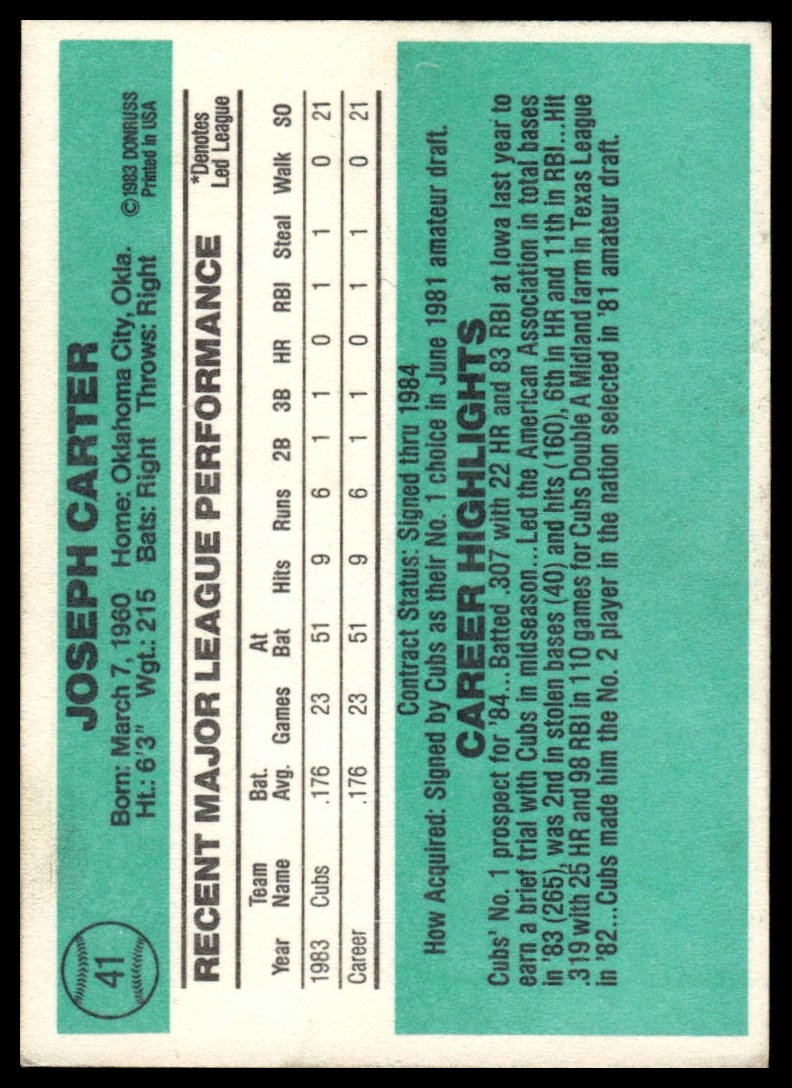 41
JOSEPH CARTER
Born: March 7, 1960 Home: Oklahoma City, Okla.
Ht.: 6'3" Wgt.: 215 Bats: Right Throws: Right
© 1983 DONRUSS
Printed in USA
RECENT MAJOR LEAGUE PERFORMANCE
*Denotes
Led League
Year Team Name Bat. Avg. Games At Bat Hits Runs 2B 3B HR RBI Steal Walk SO
1983 Cubs .176 23 51 9 6 1 1 0 1 1 0 21
Career .176 23 51 9 6 1 1 0 1 1 0 21
Contract Status: Signed thru 1984
How Acquired: Signed by Cubs as their No. 1 choice in June 1981 amateur draft.
CAREER HIGHLIGHTS
Cubs' No. 1 prospect for '84...Batted .307 with 22 HR and 83 RBI at Iowa last year to
earn a brief trial with Cubs in midseason...Led the American Association in total bases
in '83 (265), was 2nd in stolen bases (40) and hits (160), 6th in HR and 11th in RBI...Hit
.319 with 25 HR and 98 RBI in 110 games for Cubs Double A Midland farm in Texas League
in '82...Cubs made him the No. 2 player in the nation selected in '81 amateur draft.